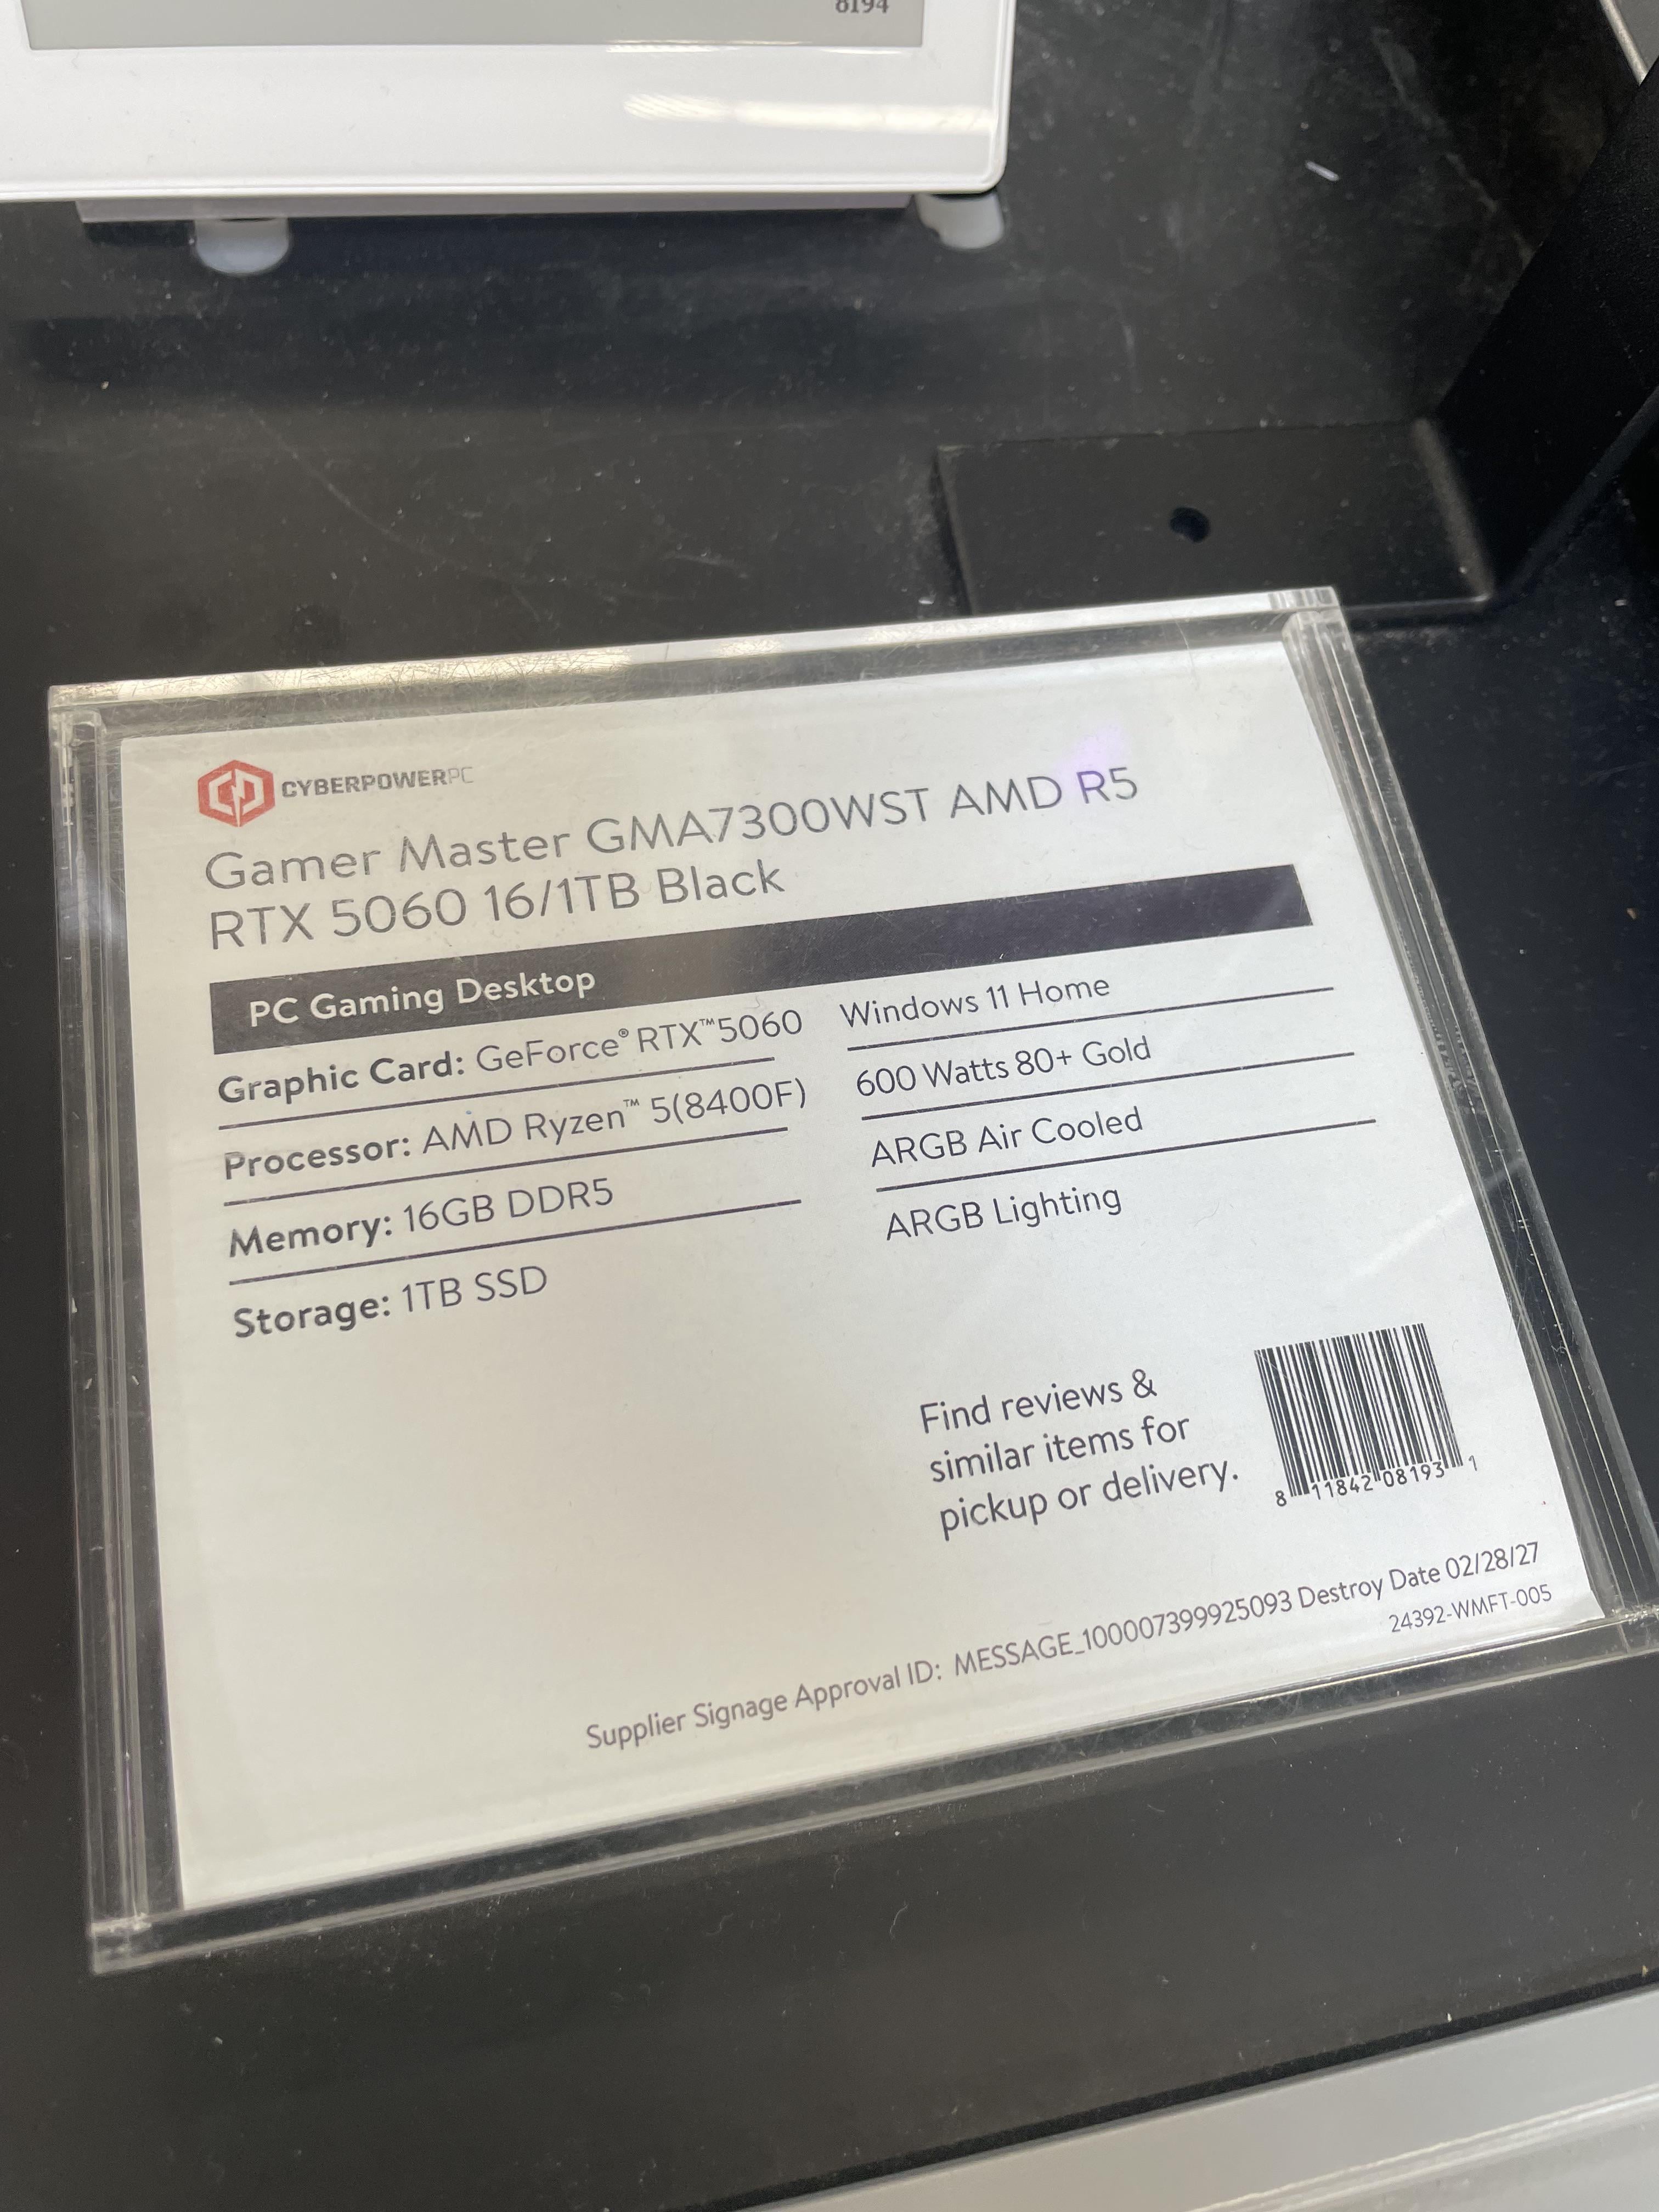 8194
CYBERPOWERPC
Gamer Master GMA7300WST AMD R5
RTX 5060 16/1TB Black
PC Gaming Desktop
Graphic Card: GeForce® RTX™5060
Processor: AMD Ryzen™ 5(8400F)
Memory: 16GB DDR5
Storage: 1TB SSD
Windows 11 Home
600 Watts 80+ Gold
ARGB Air Cooled
ARGB Lighting
Find reviews &
similar items for
pickup or delivery.
8 11842 08193 1
Supplier Signage Approval ID: MESSAGE_100007399925093 Destroy Date 02/28/27
24392-WMFT-005